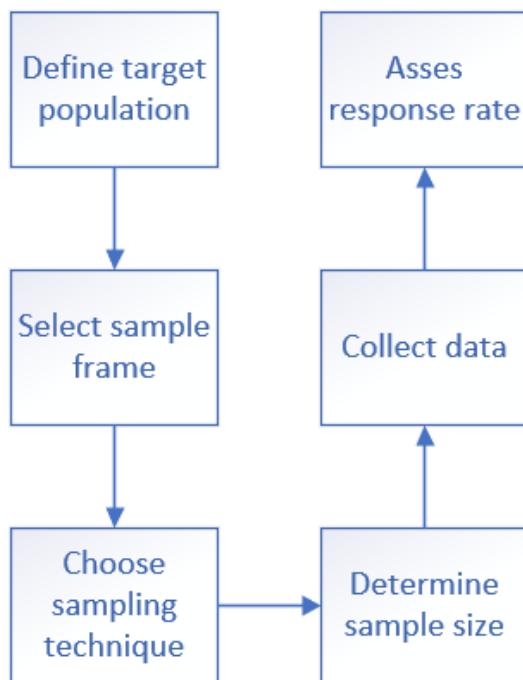 Define target
population
Select sample
frame
Choose
sampling
technique
Determine
sample size
Collect data
Asses
response rate